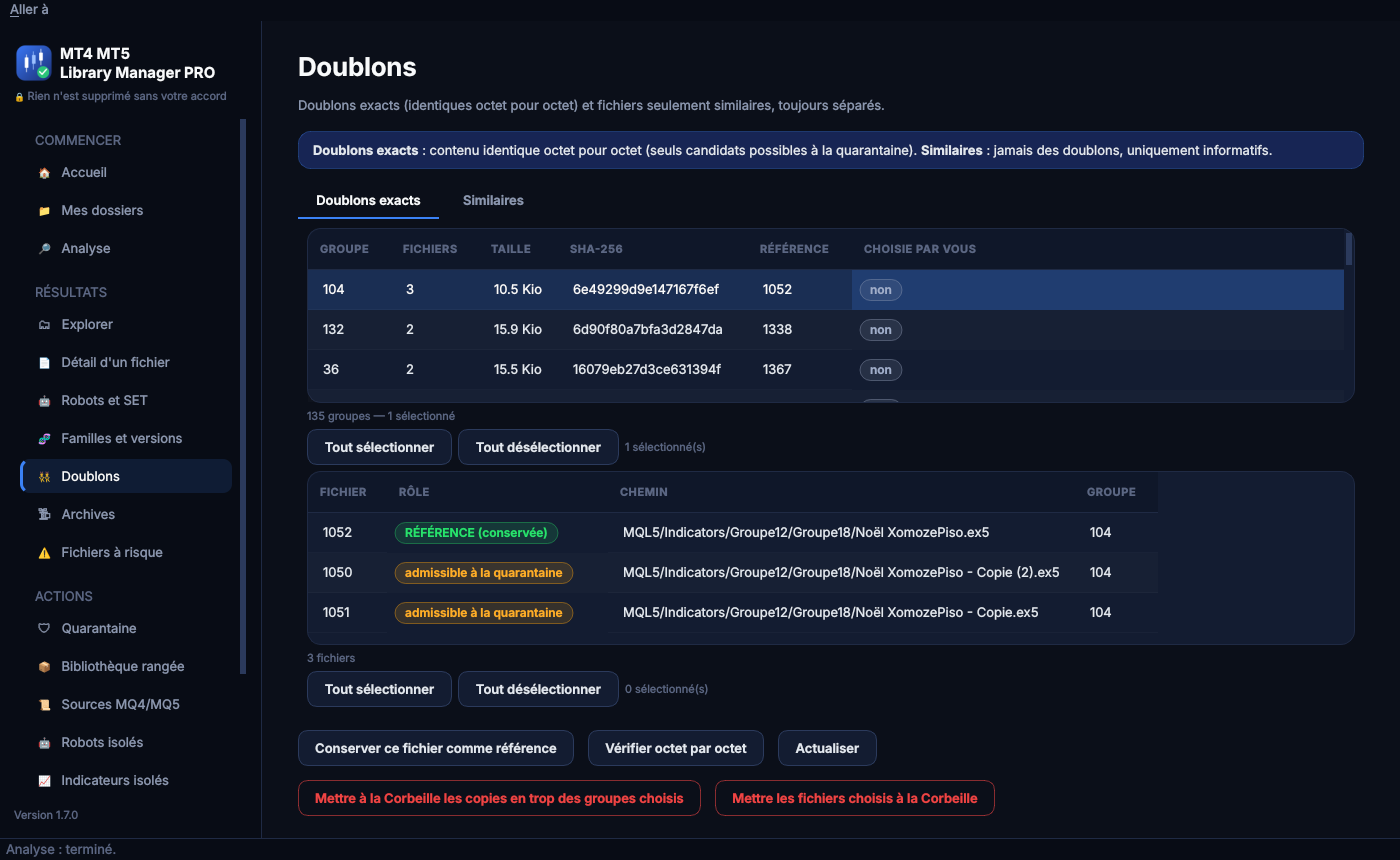 Aller à
MT4 MT5
Library Manager PRO
Rien n'est supprimé sans votre accord
COMMENCER
Accueil
Mes dossiers
Analyse
RÉSULTATS
Explorer
Détail d'un fichier
Robots et SET
Familles et versions
Doublons
Archives
Fichiers à risque
ACTIONS
Quarantaine
Bibliothèque rangée
Sources MQ4/MQ5
Robots isolés
Indicateurs isolés
Version 1.7.0
Doublons
Doublons exacts (identiques octet pour octet) et fichiers seulement similaires, toujours séparés.
Doublons exacts : contenu identique octet pour octet (seuls candidats possibles à la quarantaine). Similaires : jamais des doublons, uniquement informatifs.
Doublons exacts Similaires
GROUPE FICHIERS TAILLE SHA-256 RÉFÉRENCE CHOISIE PAR VOUS
104 3 10.5 Kio 6e49299d9e147167f6ef 1052 non
132 2 15.9 Kio 6d90f80a7bfa3d2847da 1338 non
36 2 15.5 Kio 16079eb27d3ce631394f 1367 non
135 groupes — 1 sélectionné
Tout sélectionner Tout désélectionner 1 sélectionné(s)
FICHIER RÔLE CHEMIN GROUPE
1052 RÉFÉRENCE (conservée) MQL5/Indicators/Groupe12/Groupe18/Noël XomozePiso.ex5 104
1050 admissible à la quarantaine MQL5/Indicators/Groupe12/Groupe18/Noël XomozePiso - Copie (2).ex5 104
1051 admissible à la quarantaine MQL5/Indicators/Groupe12/Groupe18/Noël XomozePiso - Copie.ex5 104
3 fichiers
Tout sélectionner Tout désélectionner 0 sélectionné(s)
Conserver ce fichier comme référence Vérifier octet par octet Actualiser
Mettre à la Corbeille les copies en trop des groupes choisis Mettre les fichiers choisis à la Corbeille
Analyse : terminé.